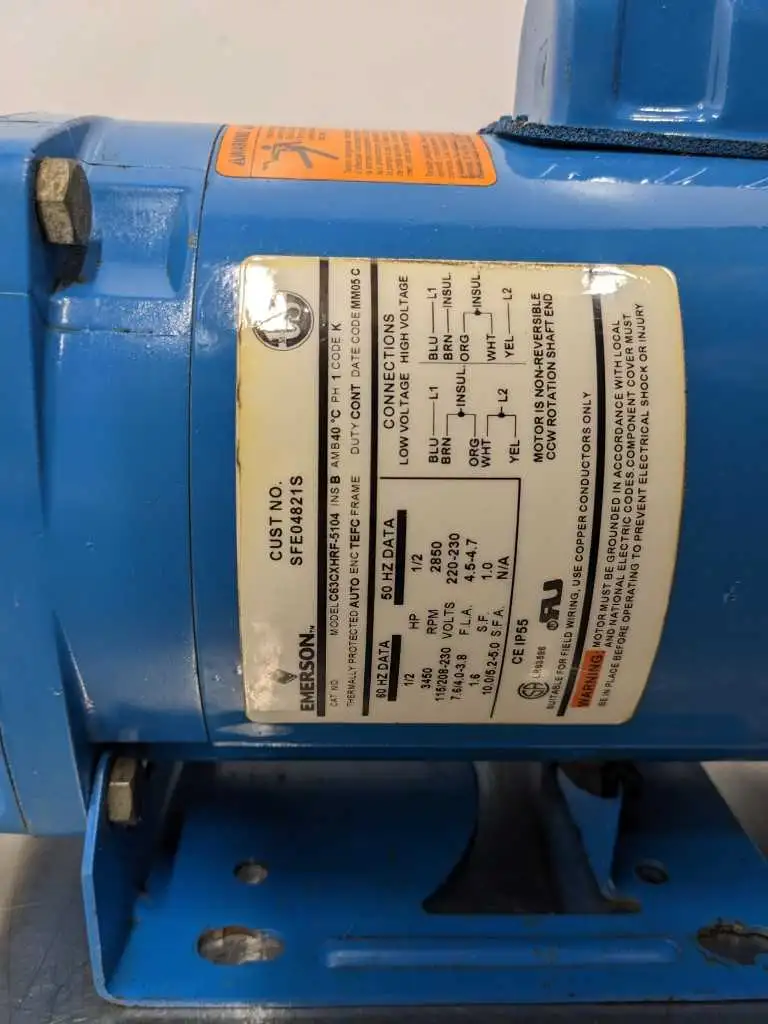 CUST NO.
SFE04821S
EMERSON™
CAT NO.
MODEL C63CXHRF-5104 INS B AMB 40 °C PH 1 CODE K
THERMALLY PROTECTED AUTO ENC TEFC FRAME DUTY CONT DATE CODE MM05 C
60 HZ DATA 50 HZ DATA
1/2 HP 1/2
3450 RPM 2850
115/208-230 VOLTS 220-230
7.6/4.0-3.8 F.L.A. 4.5-4.7
1.6 S.F. 1.0
10.0/5.2-5.0 S.F.A. N/A
CE IP55
CONNECTIONS
LOW VOLTAGE HIGH VOLTAGE
BLU L1 BLU L1
BRN INSUL. BRN INSUL.
ORG ORG INSUL.
WHT L2 WHT
YEL YEL L2
MOTOR IS NON-REVERSIBLE
CCW ROTATION SHAFT END
SUITABLE FOR FIELD WIRING, USE COPPER CONDUCTORS ONLY
WARNING: MOTOR MUST BE GROUNDED IN ACCORDANCE WITH LOCAL
AND NATIONAL ELECTRIC CODES. COMPONENT COVER MUST
BE IN PLACE BEFORE OPERATING TO PREVENT ELECTRICAL SHOCK OR INJURY